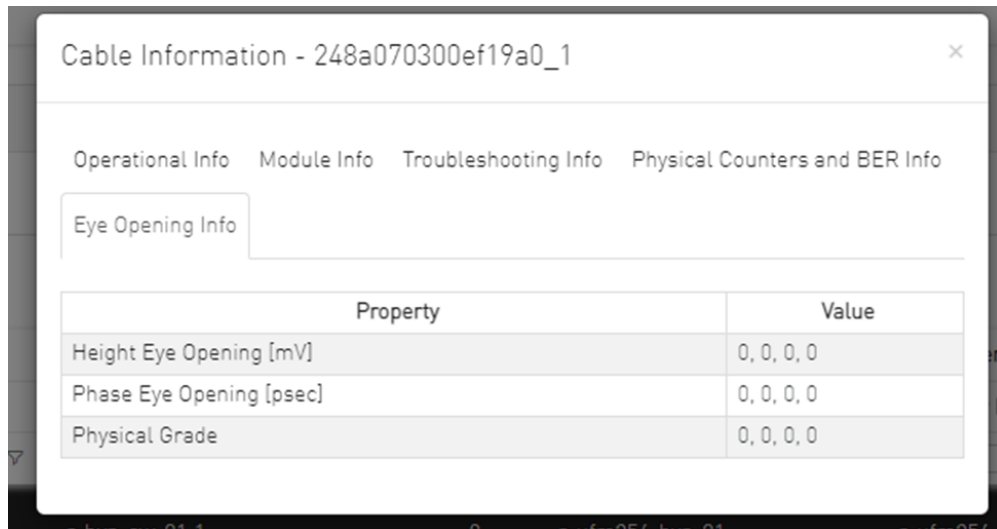 Cable Information - 248a070300ef19a0_1 ×
Operational Info Module Info Troubleshooting Info Physical Counters and BER Info
Eye Opening Info
Property Value
Height Eye Opening [mV] 0, 0, 0, 0
Phase Eye Opening [psec] 0, 0, 0, 0
Physical Grade 0, 0, 0, 0